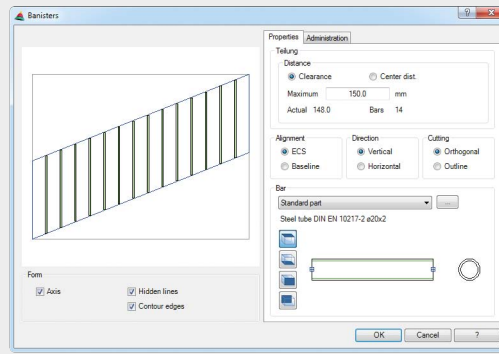 Banisters
Properties
Administration
Teilung
Distance
Clearance
Center dist.
Maximum 150.0 mm
Actual 148.0 Bars 14
Alignment
ECS
Baseline
Direction
Vertical
Horizontal
Cutting
Orthogonal
Outline
Bar
Standard part
...
Steel tube DIN EN 10217-2 ø20x2
Form
Axis
Hidden lines
Contour edges
OK
Cancel
?